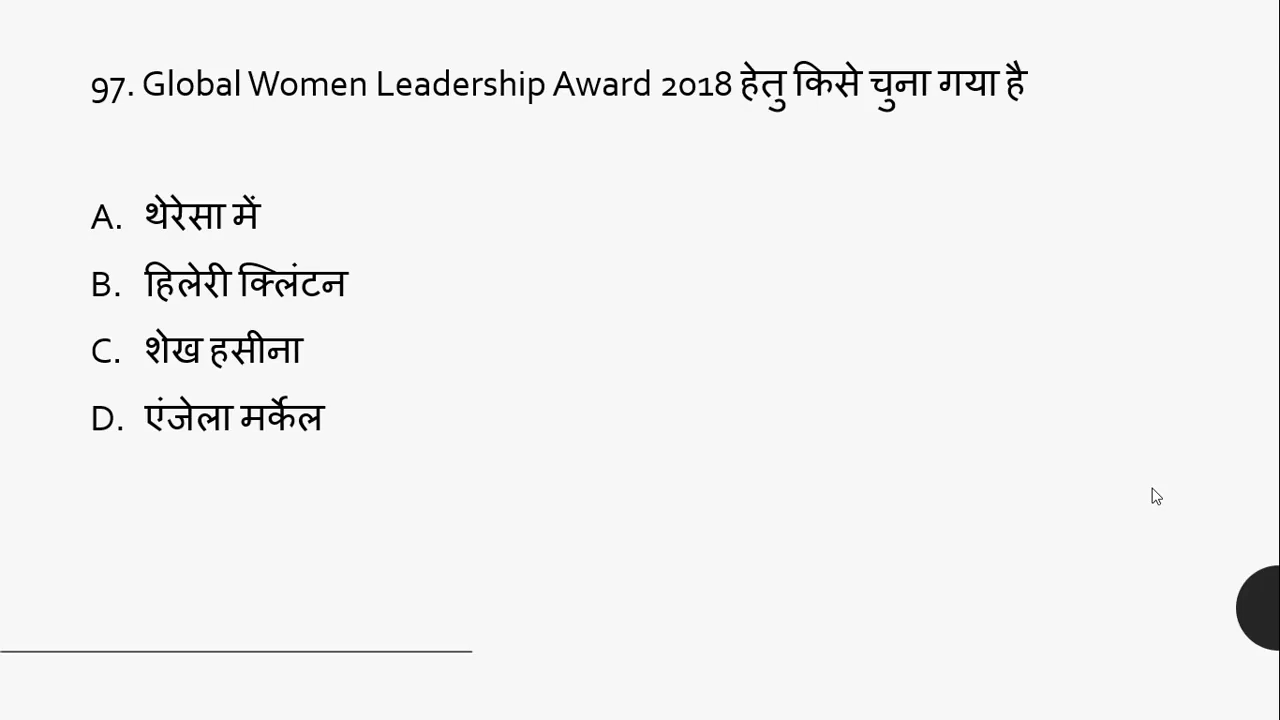 97. Global Women Leadership Award 2018 हेतु किसे चुना गया है
A. थेरेसा में
B. हिलेरी क्लिंटन
C. शेख हसीना
D. एंजेला मर्केल